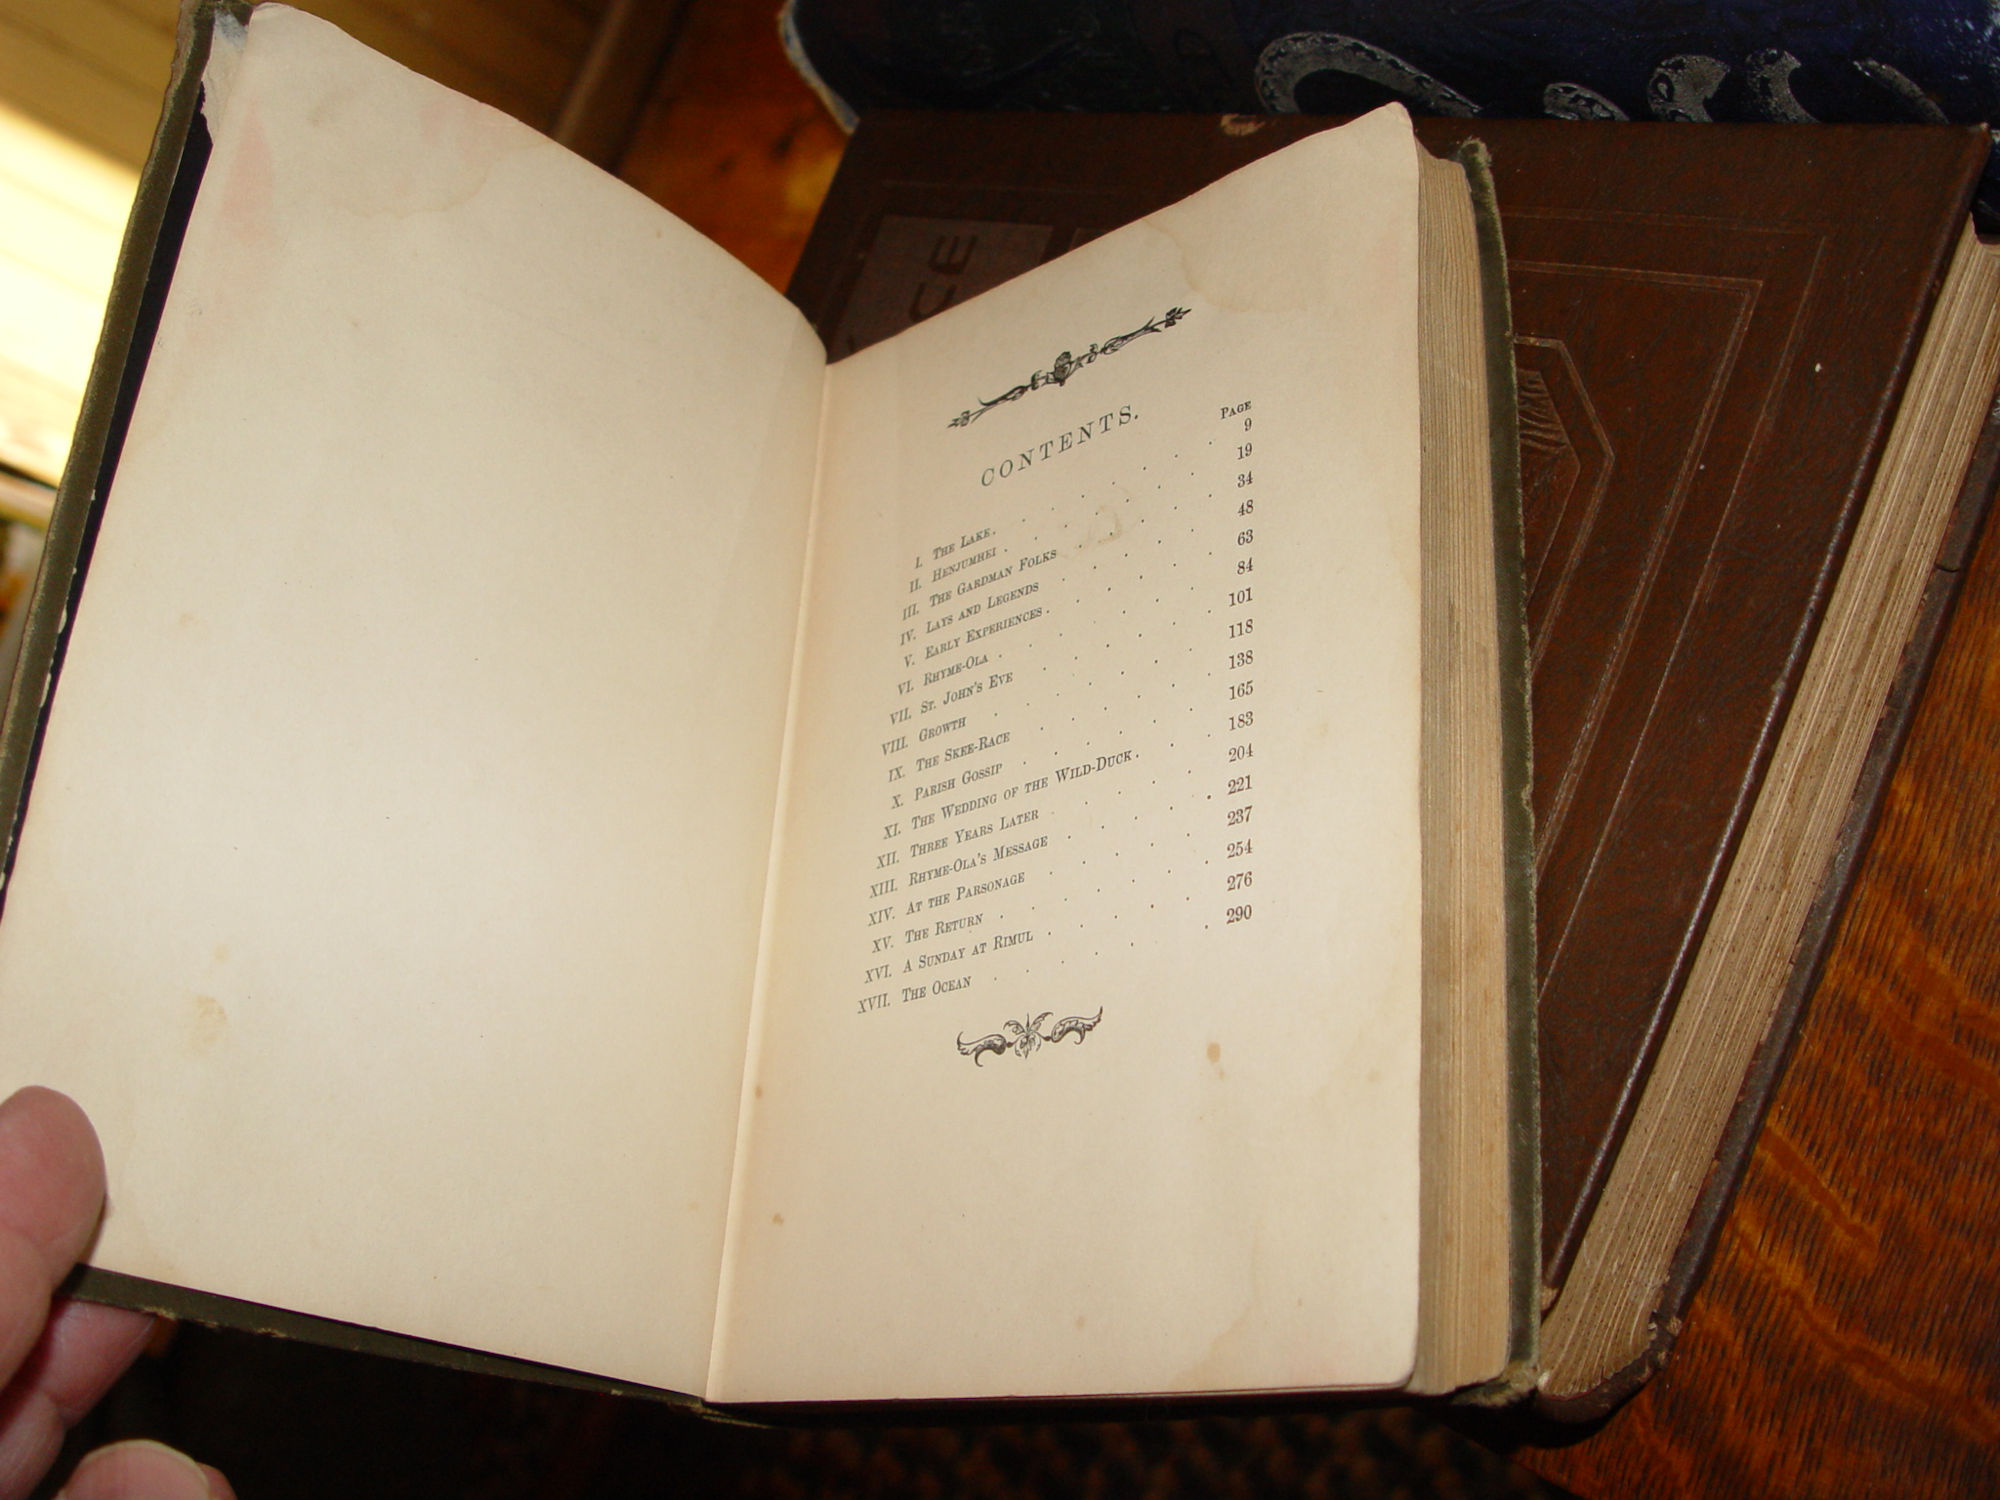 CONTENTS.
PAGE
I. THE LAKE. 9
II. HENJUMHEI 19
III. THE GARDMAN FOLKS 34
IV. LAYS AND LEGENDS 48
V. EARLY EXPERIENCES 63
VI. RHYME-OLA 84
VII. ST. JOHN'S EVE 101
VIII. GROWTH 118
IX. THE SKEE-RACE 138
X. PARISH GOSSIP 165
XI. THE WEDDING OF THE WILD-DUCK 183
XII. THREE YEARS LATER 204
XIII. RHYME-OLA'S MESSAGE 221
XIV. AT THE PARSONAGE 237
XV. THE RETURN 254
XVI. A SUNDAY AT RIMUL 276
XVII. THE OCEAN 290